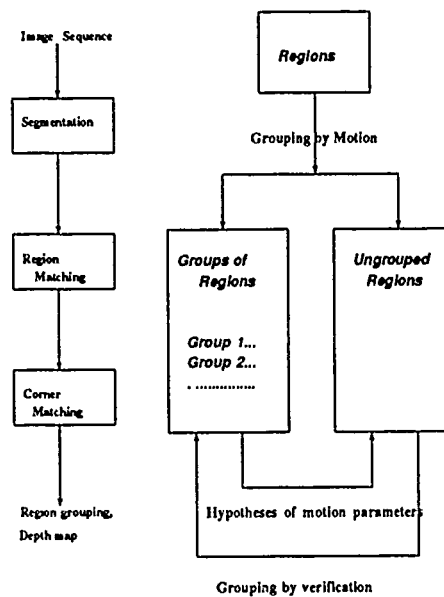 Image Sequence
Segmentation
Region
Matching
Corner
Matching
Region grouping,
Depth map
Regions
Grouping by Motion
Groups of
Regions
Group 1...
Group 2...
. ................
Ungrouped
Regions
Hypotheses of motion parameters
Grouping by verification